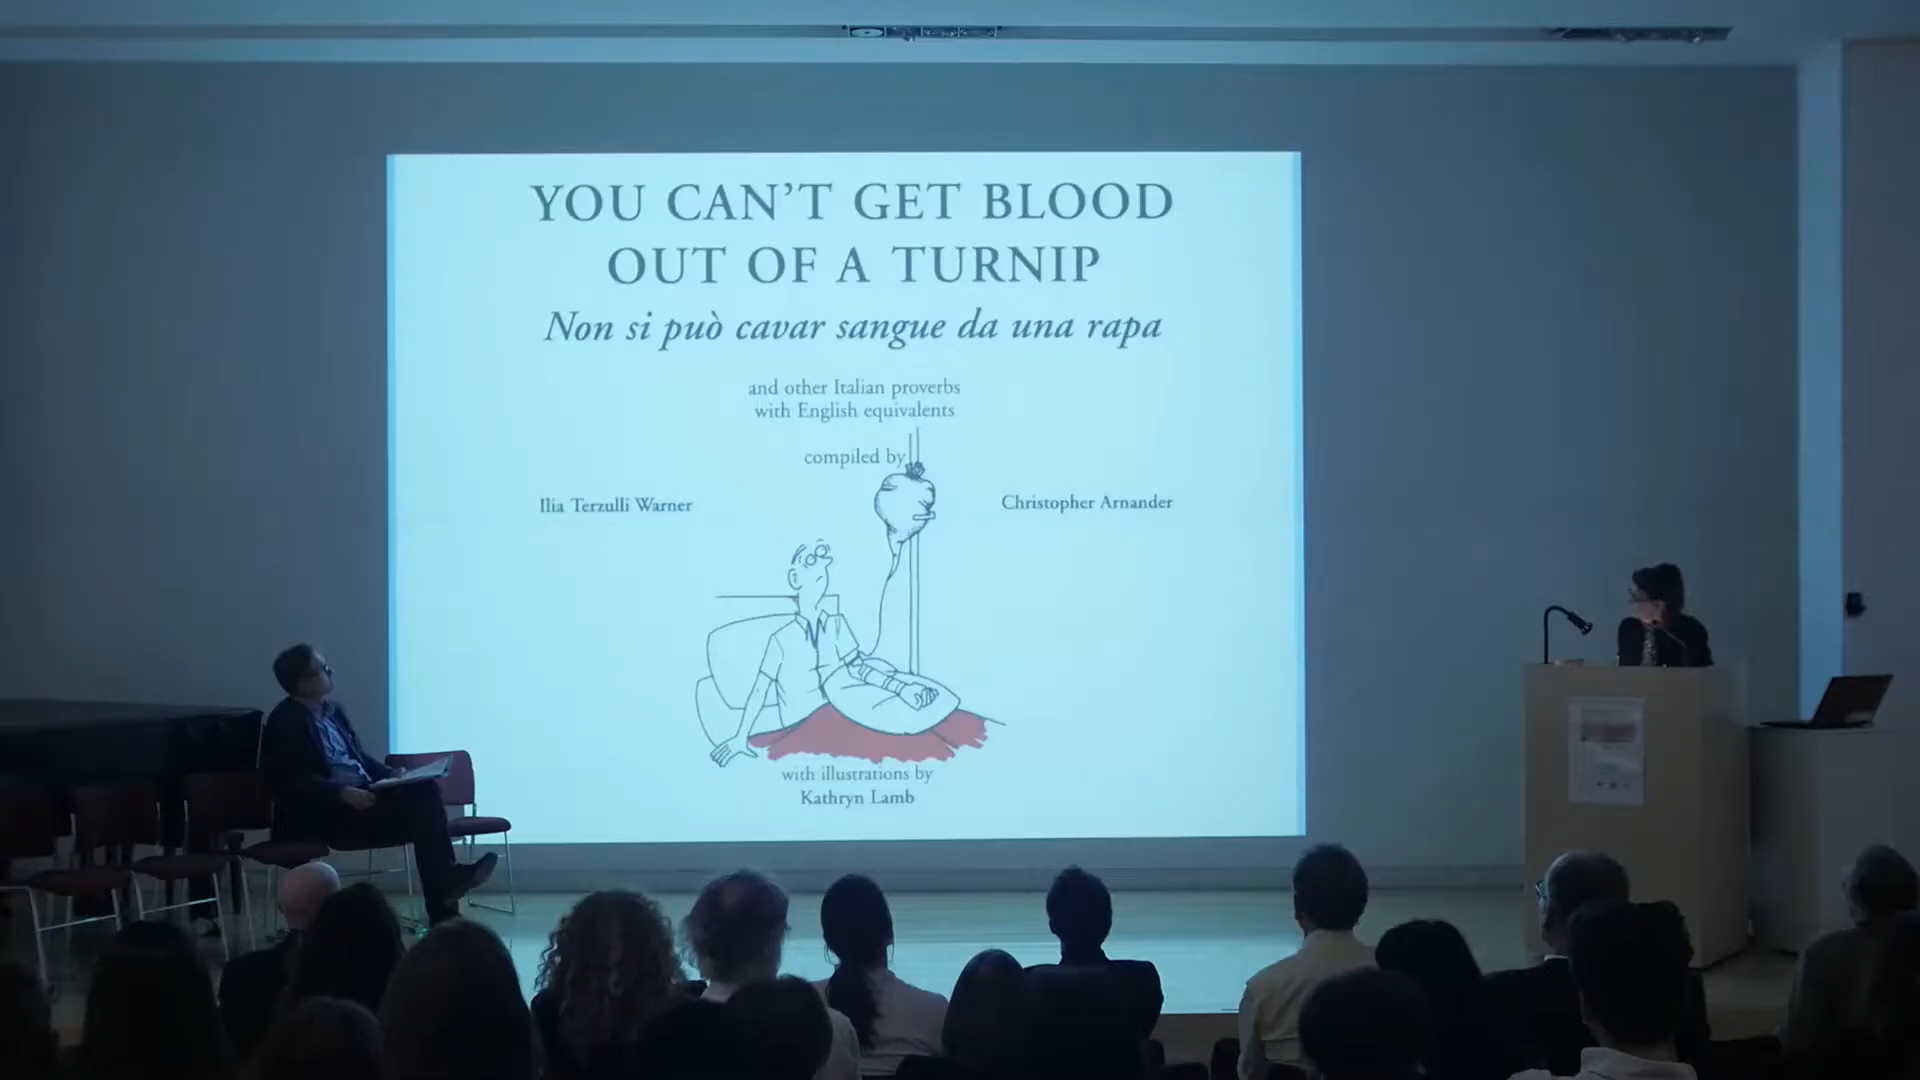 YOU CAN'T GET BLOOD
OUT OF A TURNIP
Non si può cavar sangue da una rapa
and other Italian proverbs
with English equivalents
compiled by
Ilia Terzulli Warner
Christopher Arnander
with illustrations by
Kathryn Lamb